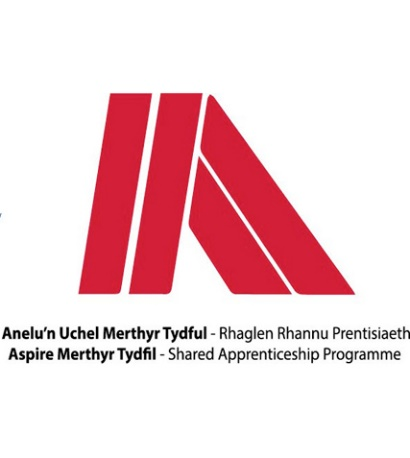 Anelu'n Uchel Merthyr Tydful - Rhaglen Rhannu Prentisiaeth
Aspire Merthyr Tydfil - Shared Apprenticeship Programme